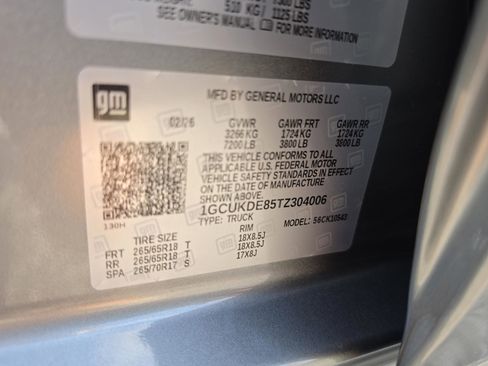 510 KG / 1125 LBS
SEE OWNER'S MANUAL FOR MORE INFORMATION
gm
MFD BY GENERAL MOTORS LLC
02/26 GVWR GAWR FRT GAWR RR
3266 KG 1724 KG 1724 KG
7200 LB 3800 LB 3800 LB
THIS VEHICLE CONFORMS TO ALL
APPLICABLE U.S. FEDERAL MOTOR
VEHICLE SAFETY STANDARDS IN EFFECT
ON THE DATE OF MANUFACTURE
1GCUKDE85TZ304006
130H TYPE: TRUCK MODEL: 56CK10543
TIRE SIZE RIM
FRT 265/65R18 T 18X8.5J
RR 265/65R18 T 18X8.5J
SPA 265/70R17 S 17X8J